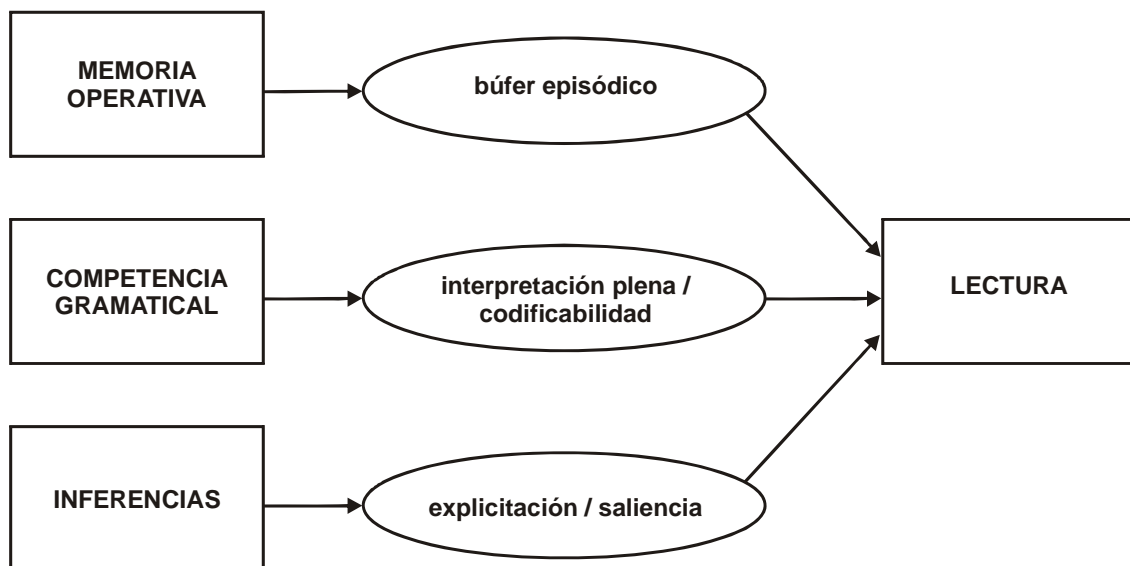 MEMORIA
OPERATIVA
búfer episódico
COMPETENCIA
GRAMATICAL
interpretación plena /
codificabilidad
LECTURA
INFERENCIAS
explicitación / saliencia